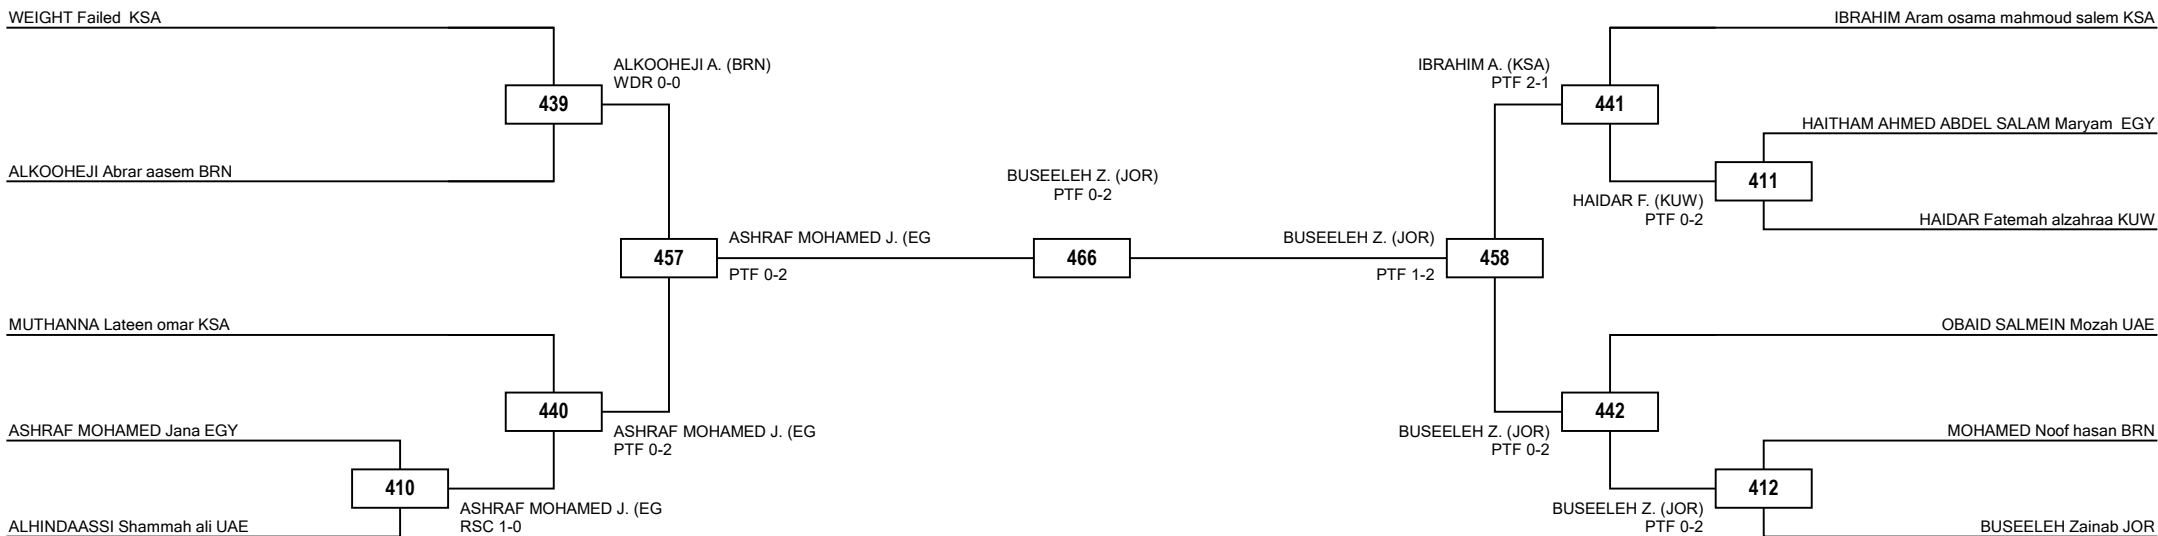 WEIGHT Failed  KSA
IBRAHIM Aram osama mahmoud salem KSA
ALKOOHEJI A. (BRN)
WDR 0-0
IBRAHIM A. (KSA)
PTF 2-1
439
441
HAITHAM AHMED ABDEL SALAM Maryam  EGY
ALKOOHEJI Abrar aasem BRN
BUSEELEH Z. (JOR)
PTF 0-2
411
HAIDAR F. (KUW)
PTF 0-2
HAIDAR Fatemah alzahraa KUW
ASHRAF MOHAMED J. (EG
BUSEELEH Z. (JOR)
457
466
458
PTF 0-2
PTF 1-2
MUTHANNA Lateen omar KSA
OBAID SALMEIN Mozah UAE
440
442
ASHRAF MOHAMED Jana EGY
ASHRAF MOHAMED J. (EG
PTF 0-2
BUSEELEH Z. (JOR)
PTF 0-2
MOHAMED Noof hasan BRN
410
412
ASHRAF MOHAMED J. (EG
RSC 1-0
BUSEELEH Z. (JOR)
PTF 0-2
ALHINDAASSI Shammah ali UAE
BUSEELEH Zainab JOR